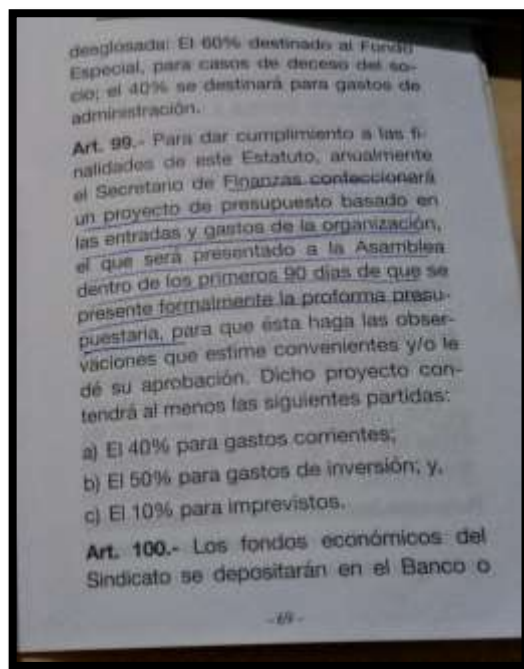 desglosada: El 60% destinado al Fondo
Especial, para casos de deceso del so-
cio; el 40% se destinará para gastos de
administración.
Art. 99.- Para dar cumplimiento a las fi-
nalidades de este Estatuto, anualmente
el Secretario de Finanzas confeccionará
un proyecto de presupuesto basado en
las entradas y gastos de la organización,
el que será presentado a la Asamblea
dentro de los primeros 90 días de que se
presente formalmente la proforma presu-
puestaria, para que ésta haga las obser-
vaciones que estime convenientes y/o le
dé su aprobación. Dicho proyecto con-
tendrá al menos las siguientes partidas:
a) El 40% para gastos corrientes;
b) El 50% para gastos de inversión; y,
c) El 10% para imprevistos.
Art. 100.- Los fondos económicos del
Sindicato se depositarán en el Banco o
- 69 -